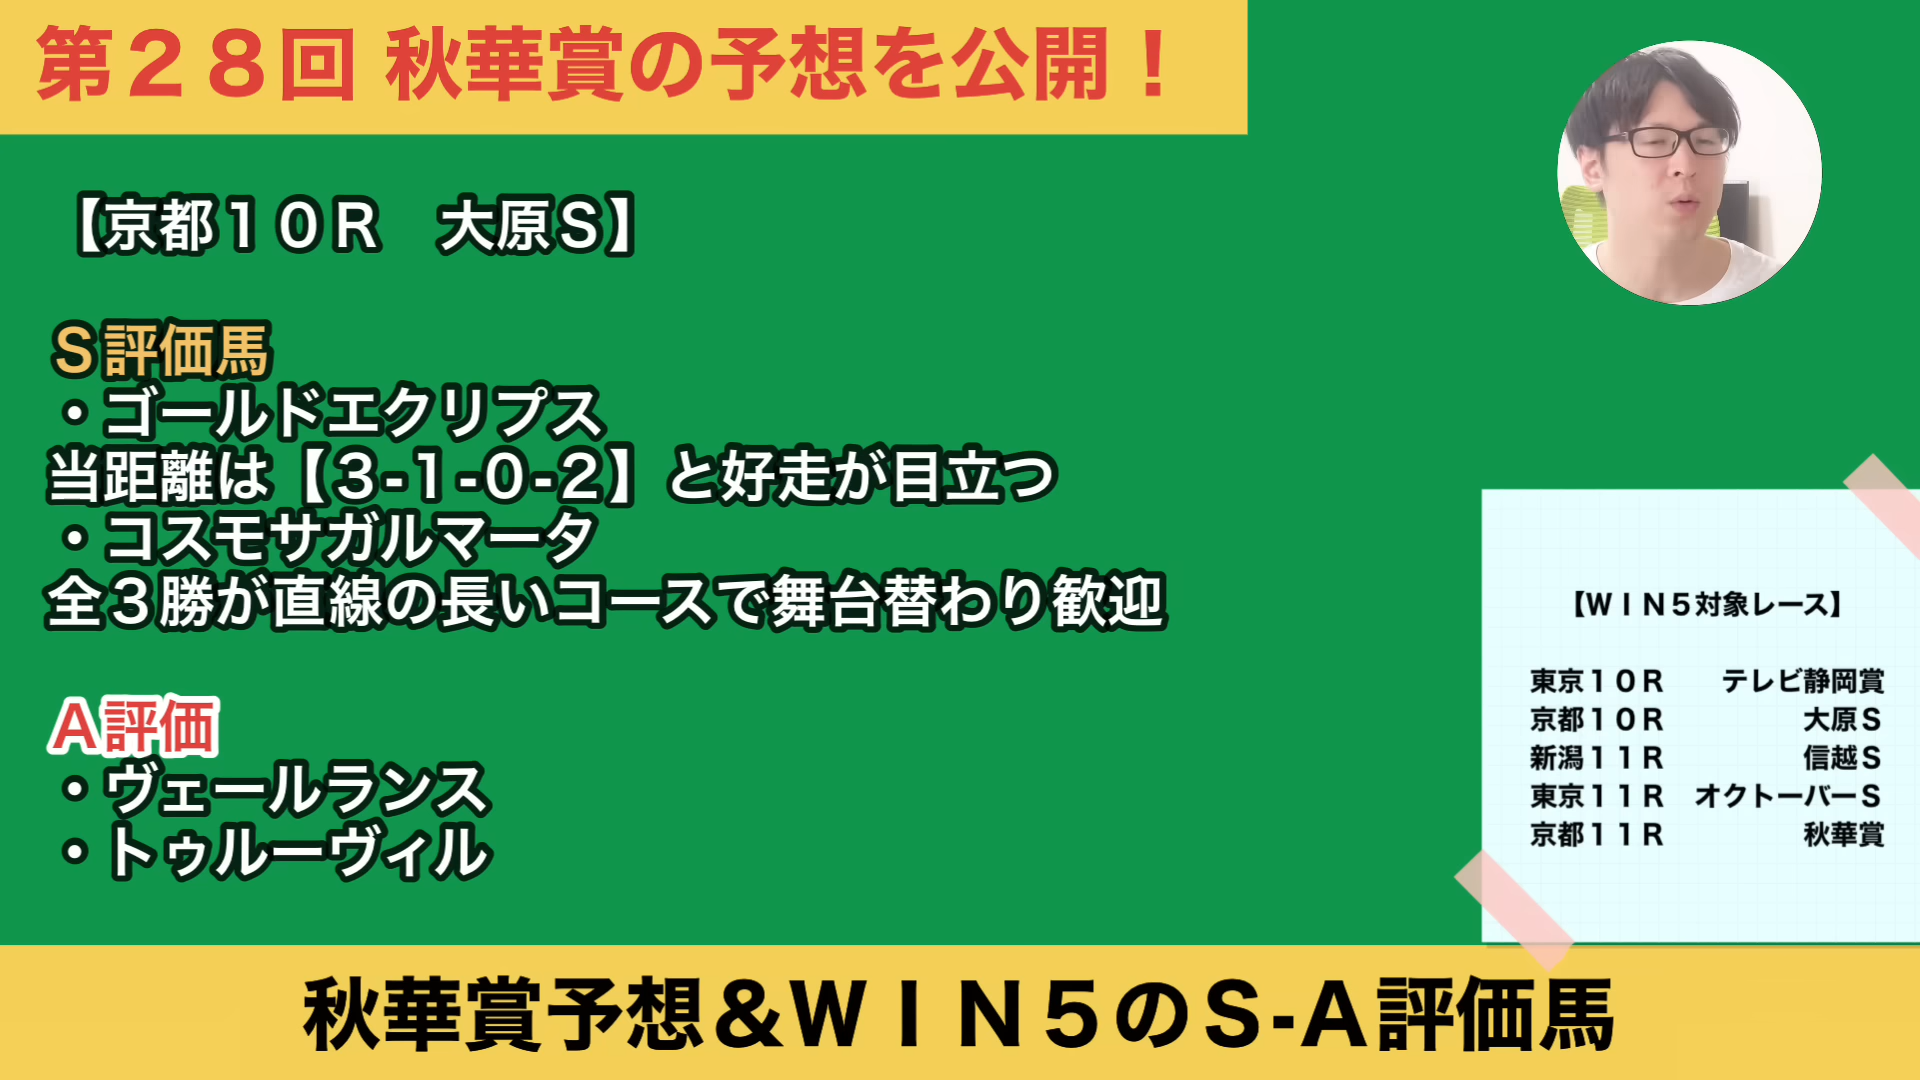 第２８回 秋華賞の予想を公開！
【京都１０Ｒ　大原Ｓ】
Ｓ評価馬
・ゴールドエクリプス
当距離は【３-１-０-２】と好走が目立つ
・コスモサガルマータ
全３勝が直線の長いコースで舞台替わり歓迎
Ａ評価
・ヴェールランス
・トゥルーヴィル
【ＷＩＮ５対象レース】
東京１０Ｒ　テレビ静岡賞
京都１０Ｒ　大原Ｓ
新潟１１Ｒ　信越Ｓ
東京１１Ｒ　オクトーバーＳ
京都１１Ｒ　秋華賞
秋華賞予想＆ＷＩＮ５のＳ-Ａ評価馬